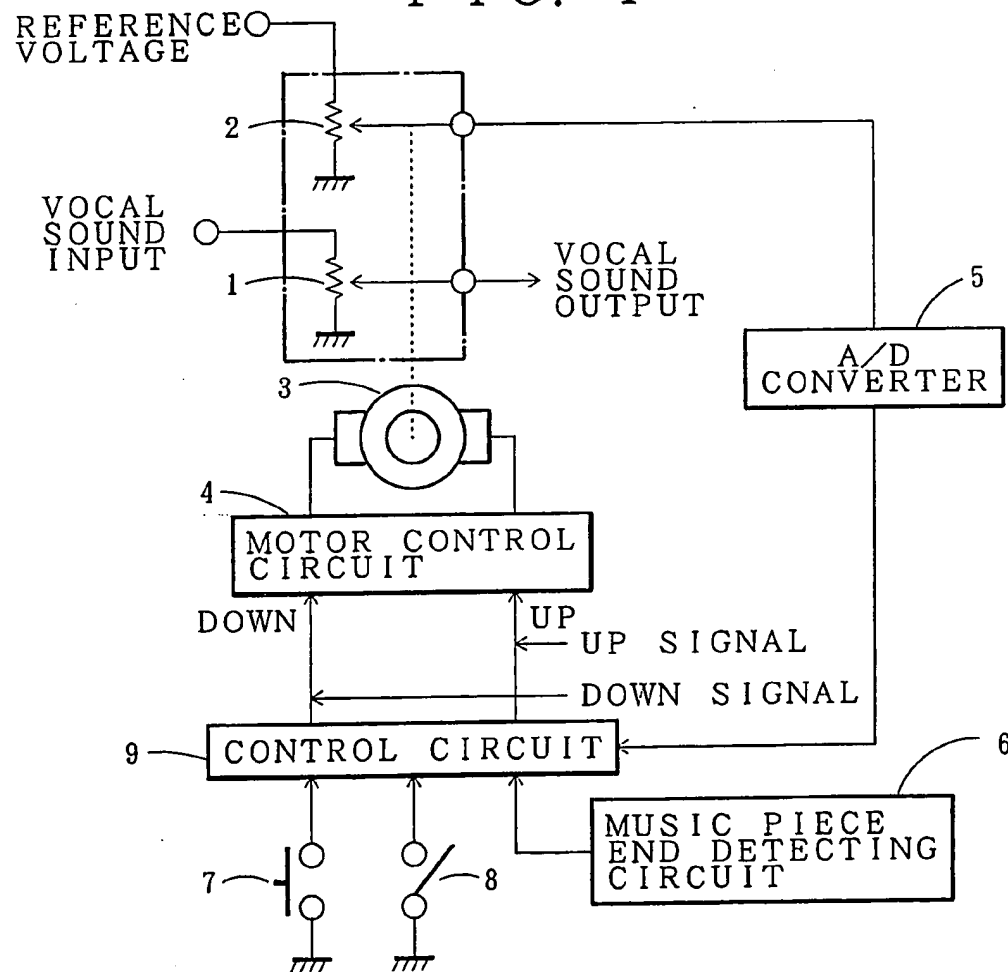 REFERENCE
VOLTAGE
2
VOCAL
SOUND
INPUT
1
VOCAL
SOUND
OUTPUT
5
A/D
CONVERTER
3
4
MOTOR CONTROL
CIRCUIT
DOWN
UP
UP SIGNAL
DOWN SIGNAL
9
CONTROL CIRCUIT
6
MUSIC PIECE
END DETECTING
CIRCUIT
7
8